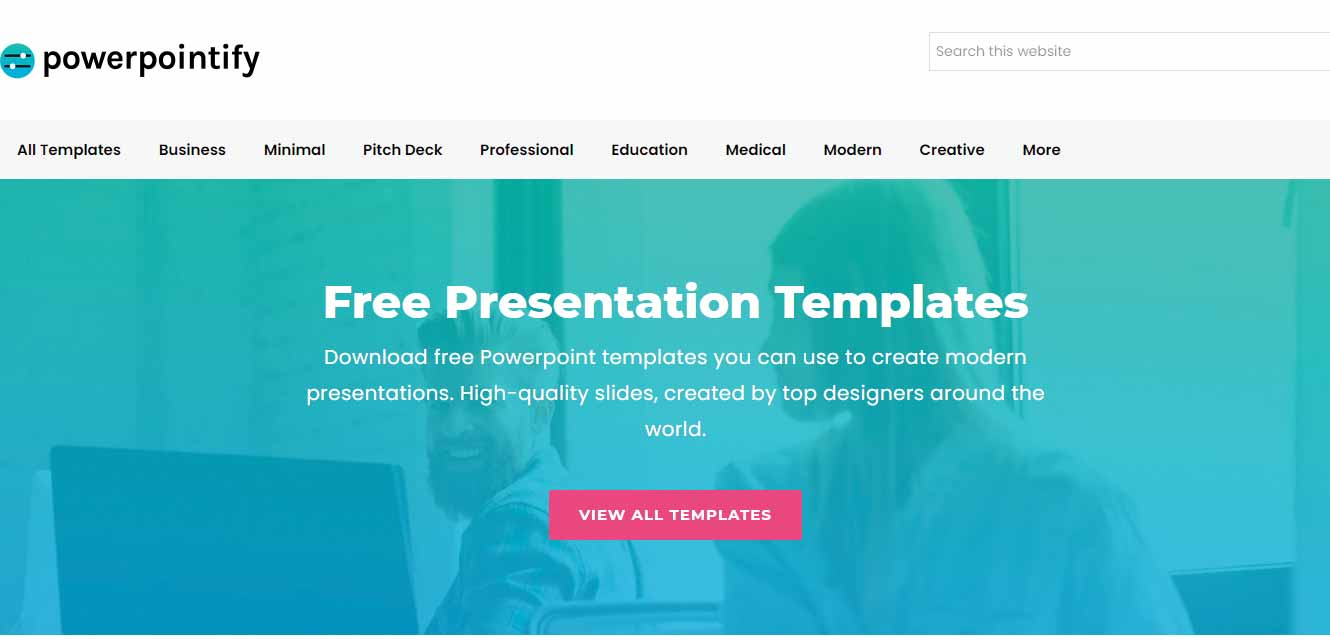 powerpointify
Search this website
All Templates Business Minimal Pitch Deck Professional Education Medical Modern Creative More
Free Presentation Templates
Download free Powerpoint templates you can use to create modern
presentations. High-quality slides, created by top designers around the
world.
VIEW ALL TEMPLATES